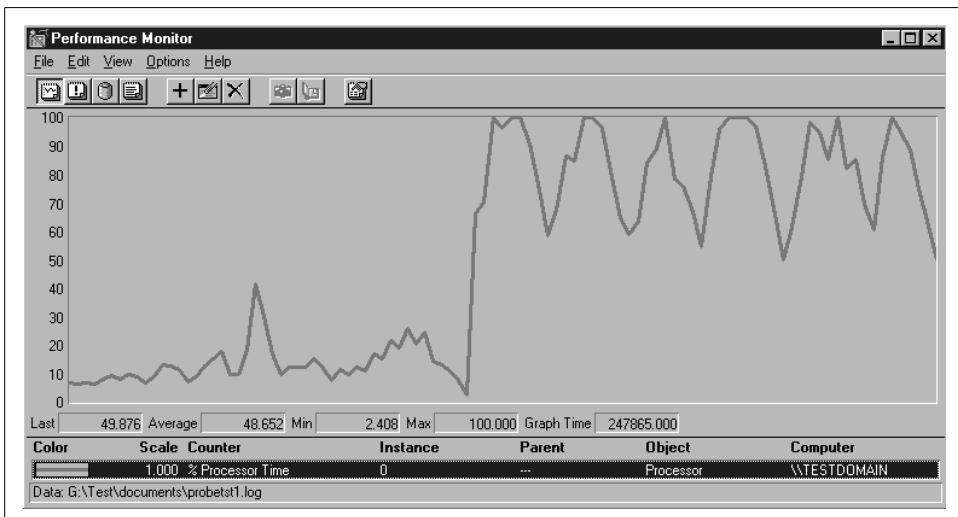 Performance Monitor
File Edit View Options Help
100
90
80
70
60
50
40
30
20
10
0
Last 49.876 Average 48.652 Min 2.408 Max 100.000 Graph Time 247865.000
Color Scale Counter Instance Parent Object Computer
1.000 % Processor Time 0 --- Processor \\TESTDOMAIN
Data: G:\Test\documents\probetst1.log